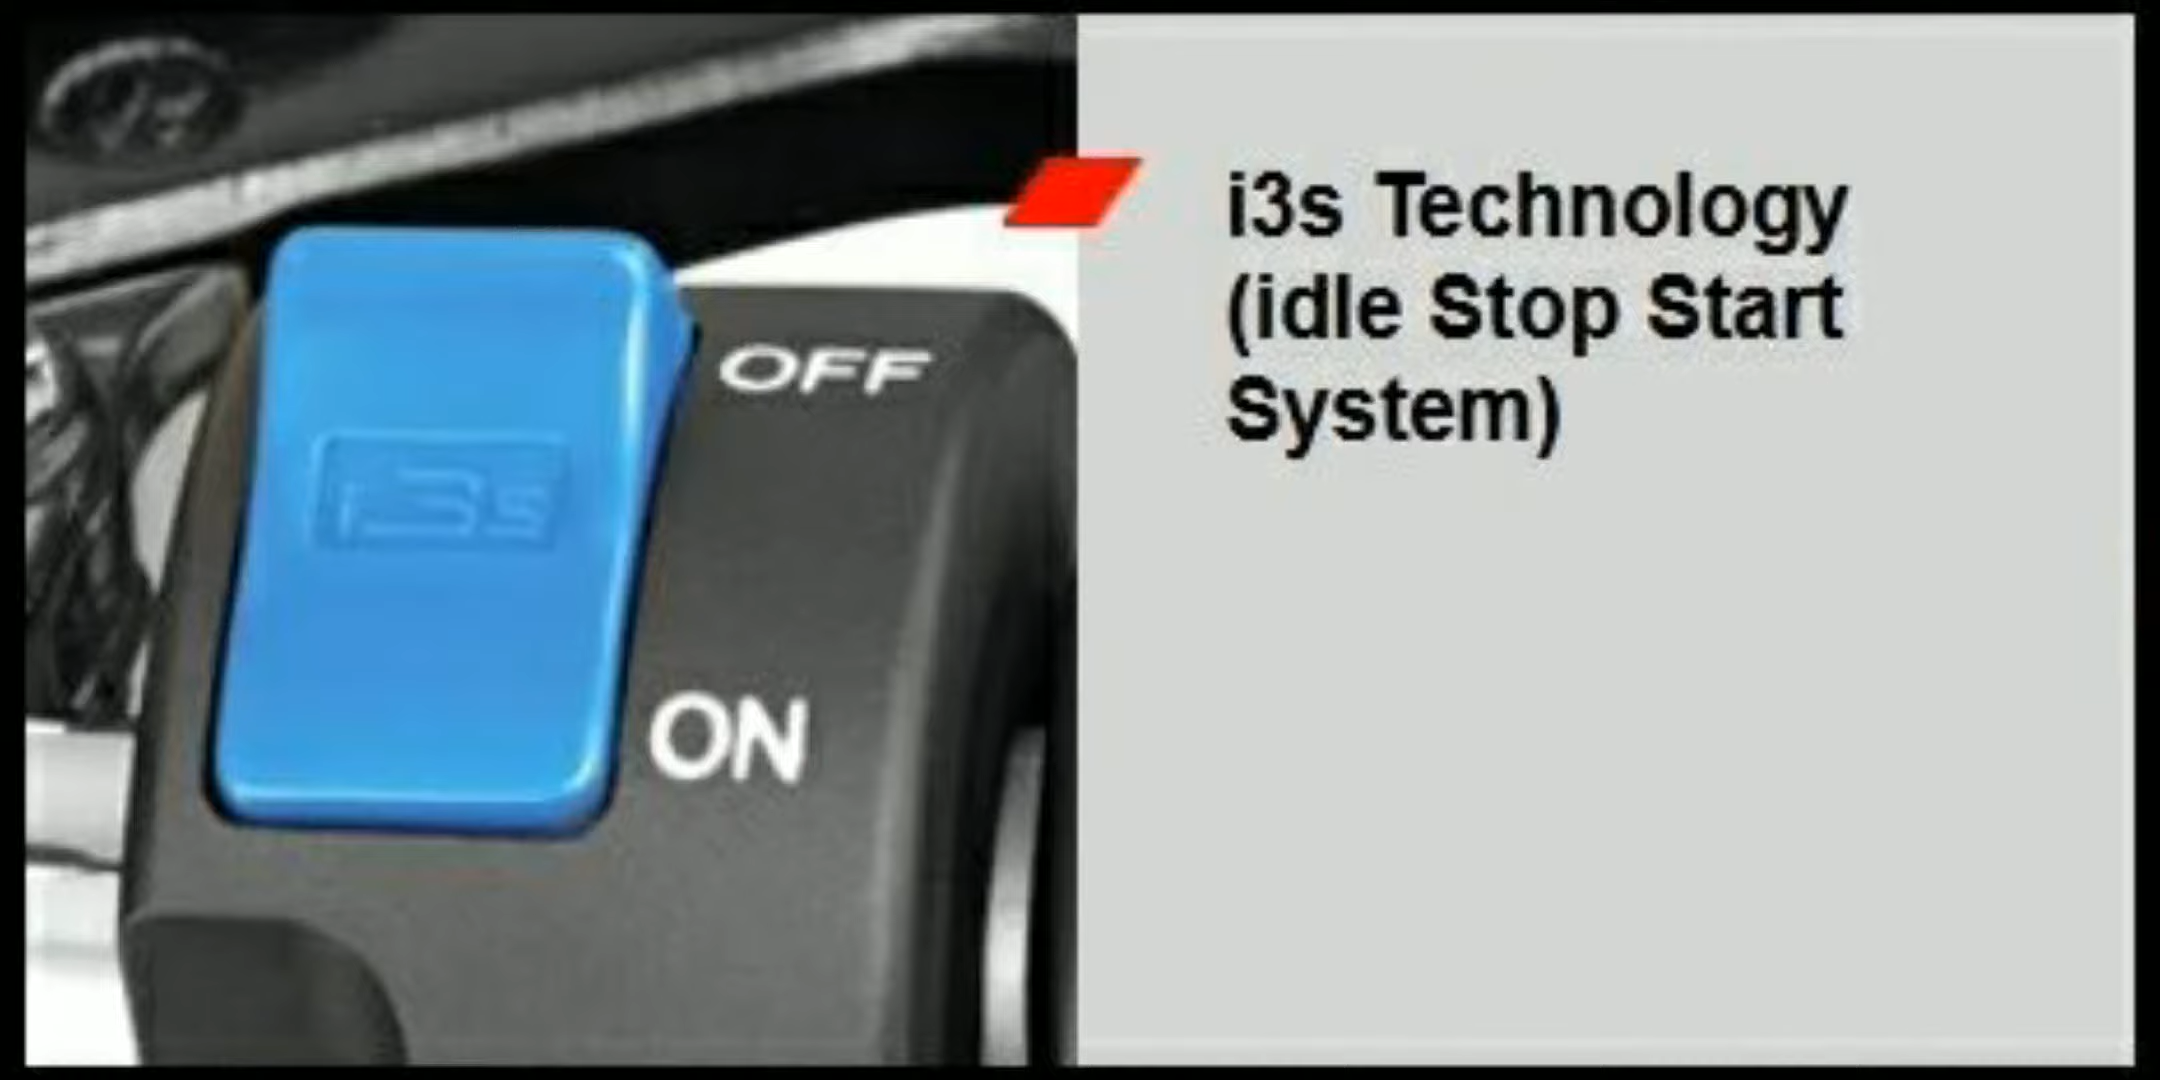 i3s Technology
(idle Stop Start
System)
OFF
i3s
ON